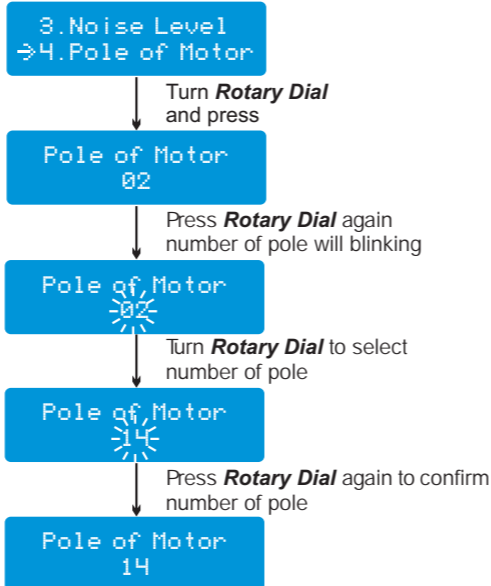 3.Noise Level
→4.Pole of Motor
Turn Rotary Dial
and press
Pole of Motor
02
Press Rotary Dial again
number of pole will blinking
Pole of Motor
02
Turn Rotary Dial to select
number of pole
Pole of Motor
14
Press Rotary Dial again to confirm
number of pole
Pole of Motor
14